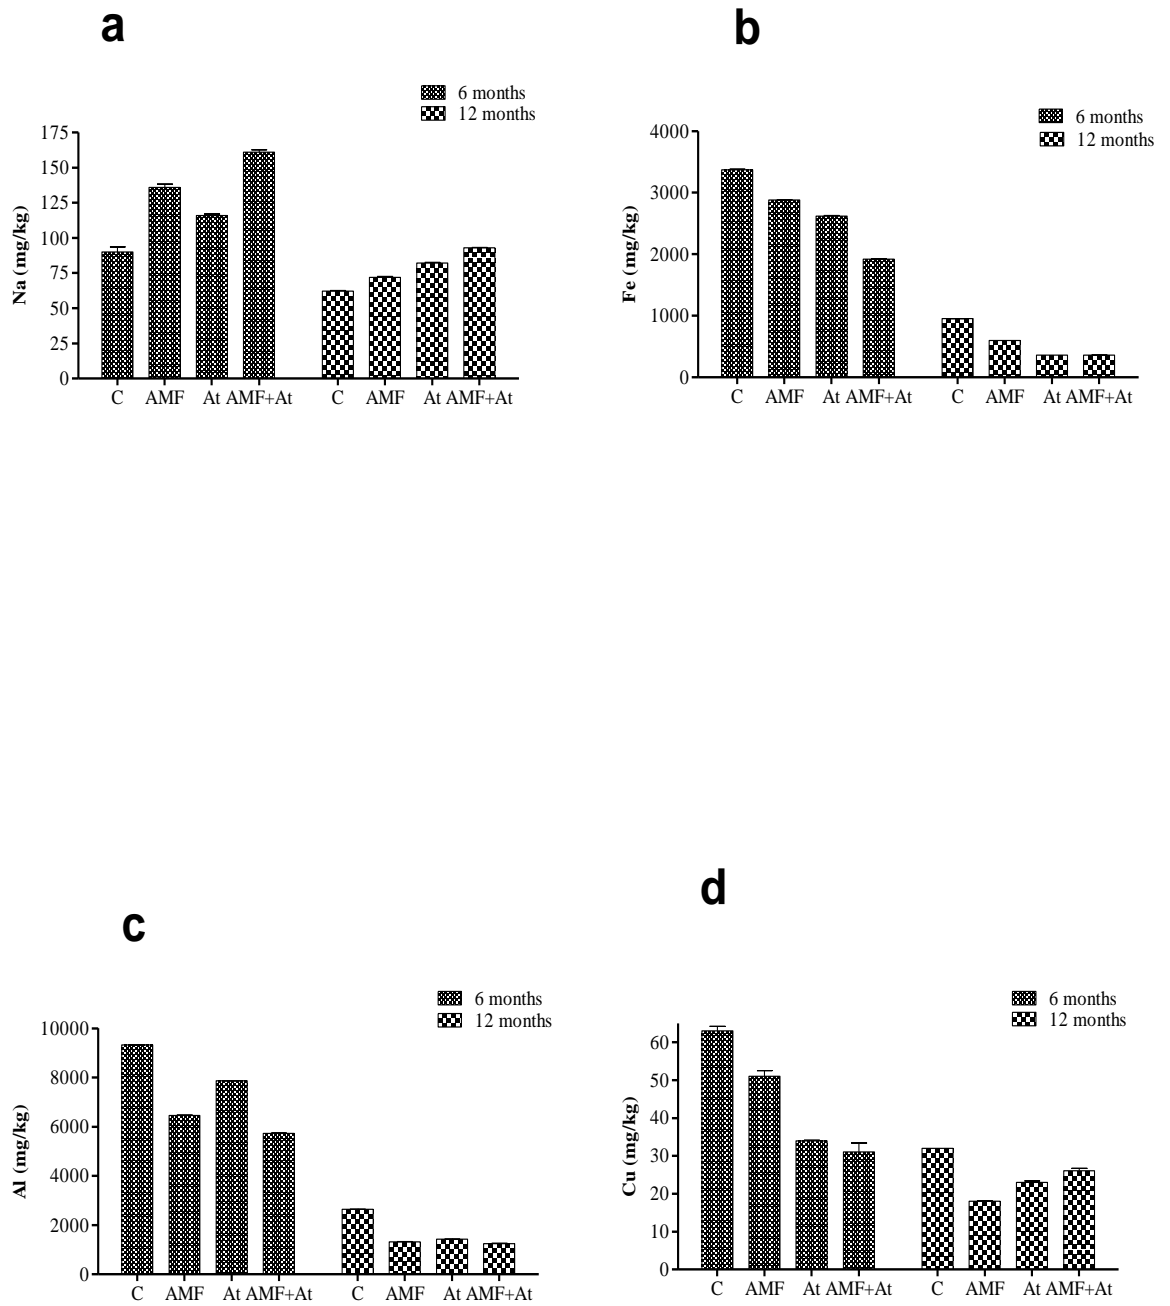 a
6 months
12 months
Na (mg/kg)
175
150
125
100
75
50
25
0
C AMF At AMF+At C AMF At AMF+At
b
6 months
12 months
Fe (mg/kg)
4000
3000
2000
1000
0
C AMF At AMF+At C AMF At AMF+At
c
6 months
12 months
Al (mg/kg)
10000
8000
6000
4000
2000
0
C AMF At AMF+At C AMF At AMF+At
d
6 months
12 months
Cu (mg/kg)
60
50
40
30
20
10
0
C AMF At AMF+At C AMF At AMF+At